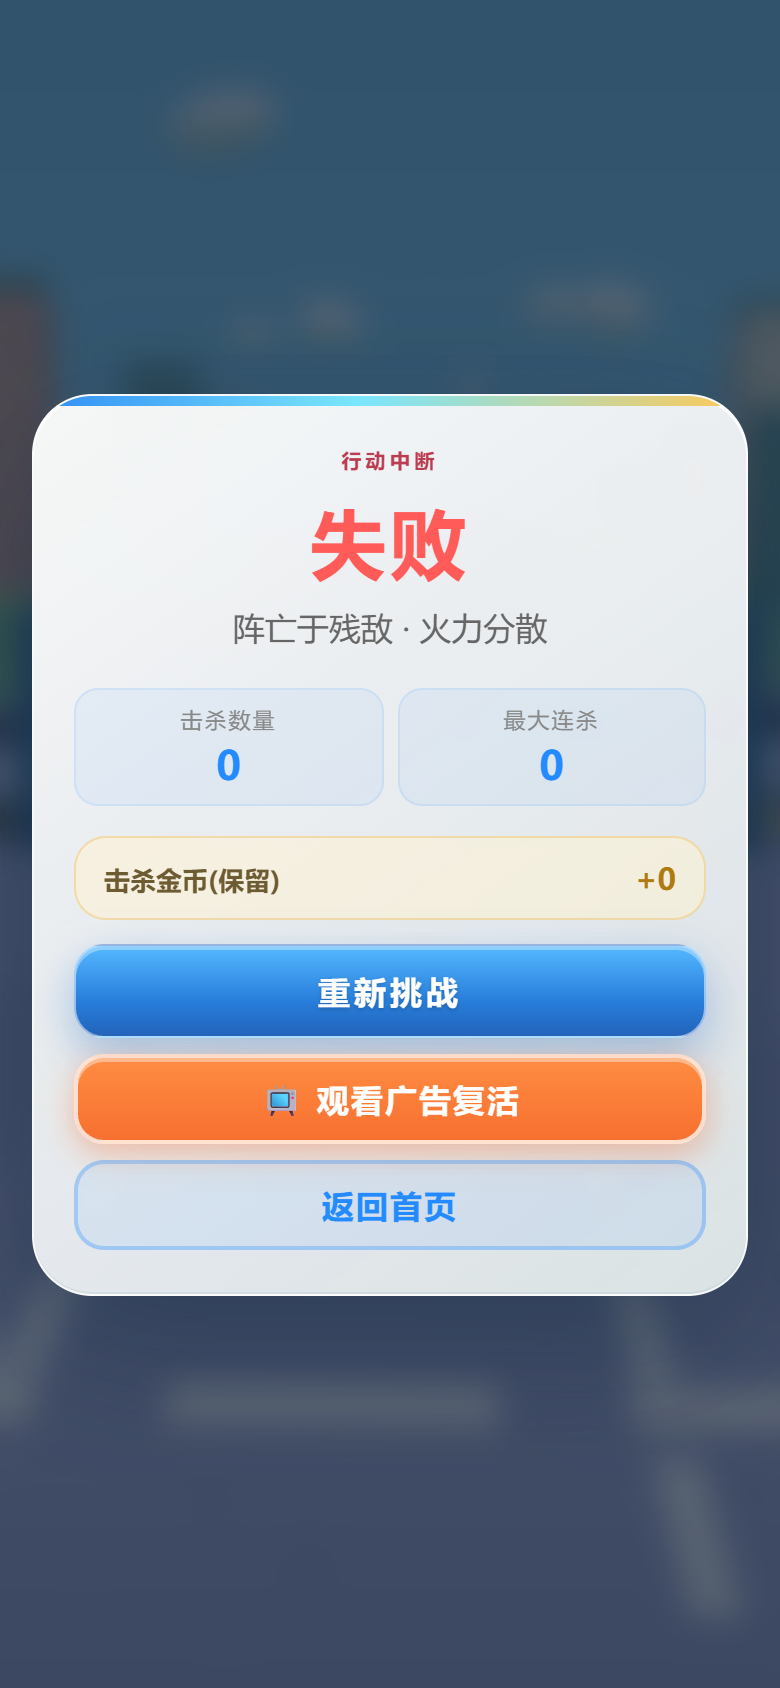 行动中断
失败
阵亡于残敌 · 火力分散
击杀数量
0
最大连杀
0
击杀金币(保留)
+0
重新挑战
观看广告复活
返回首页